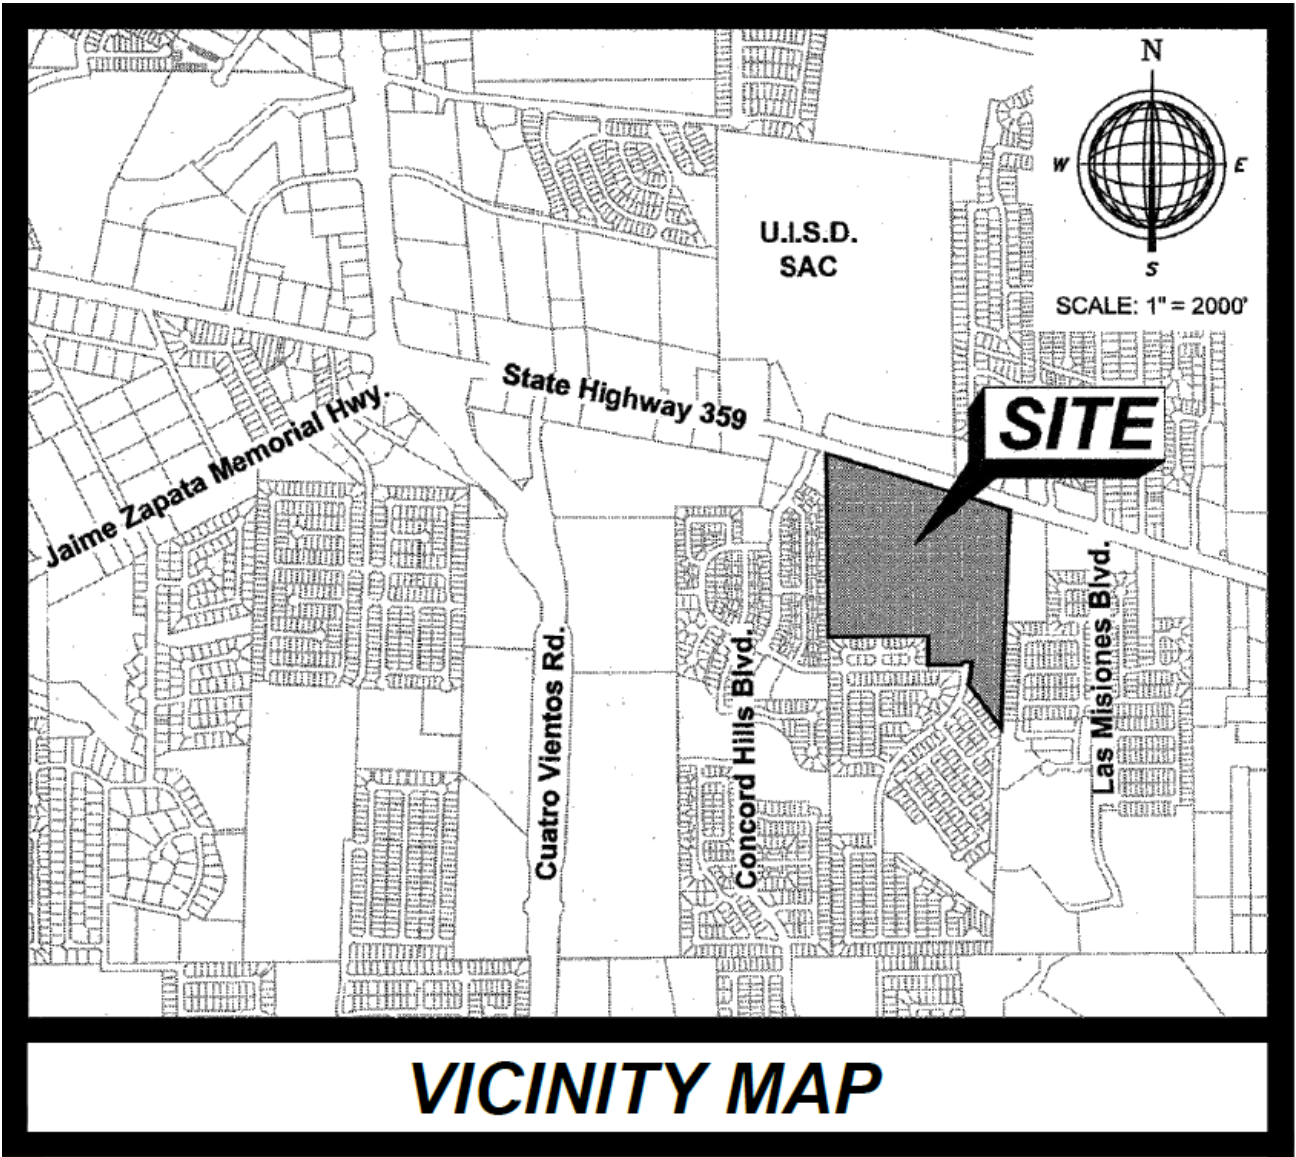 N
W
E
S
SCALE: 1" = 2000'
U.I.S.D.
SAC
State Highway 359
SITE
Jaime Zapata Memorial Hwy.
Cuatro Vientos Rd.
Concord Hills Blvd.
Las Misiones Blvd.
VICINITY MAP